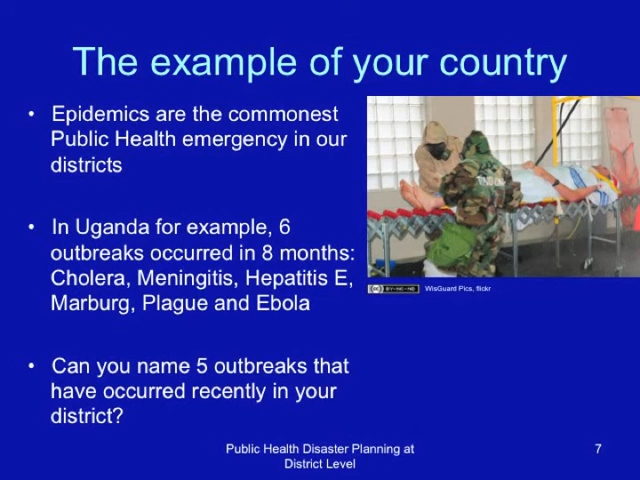 The example of your country
• Epidemics are the commonest
Public Health emergency in our
districts
• In Uganda for example, 6
outbreaks occurred in 8 months:
Cholera, Meningitis, Hepatitis E,
Marburg, Plague and Ebola
• Can you name 5 outbreaks that
have occurred recently in your
district?
WisGuard Pics, flickr
Public Health Disaster Planning at
District Level
7